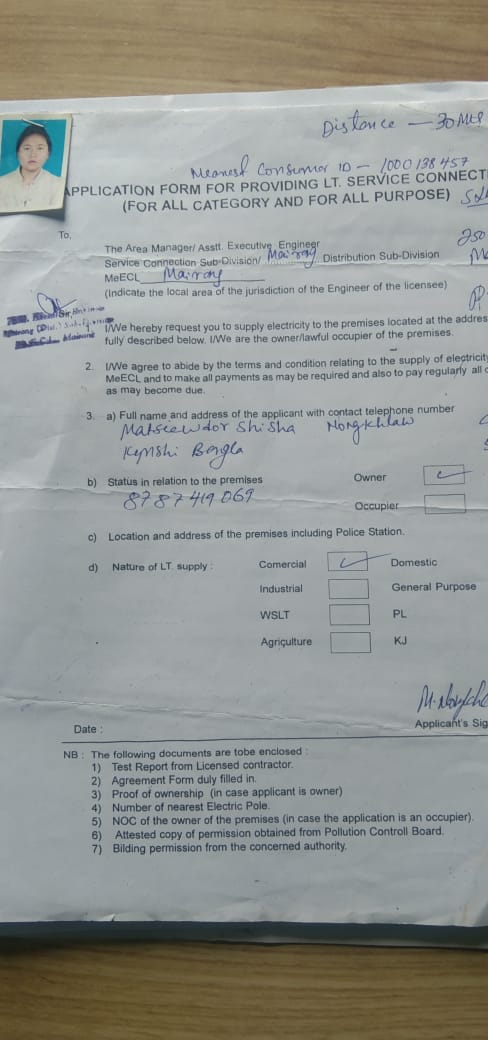 Distance — 30 Mts
Nearest Consumer ID - 1000138457
APPLICATION FORM FOR PROVIDING LT. SERVICE CONNECT
(FOR ALL CATEGORY AND FOR ALL PURPOSE)
To,
250
The Area Manager/ Asstt. Executive Engineer
Service Connection Sub-Division/ Mairang Distribution Sub-Division
MeECL Mairang
(Indicate the local area of the jurisdiction of the Engineer of the licensee)
Sir,
I/We hereby request you to supply electricity to the premises located at the addres
fully described below. I/We are the owner/lawful occupier of the premises.
2. I/We agree to abide by the terms and condition relating to the supply of electricity
MeECL and to make all payments as may be required and also to pay regularly all
as may become due.
3. a) Full name and address of the applicant with contact telephone number
Shisha Nongkhlaw
Kynshi Bangla
b) Status in relation to the premises Owner
8787419069
Occupier
c) Location and address of the premises including Police Station.
d) Nature of LT. supply : Comercial Domestic
Industrial General Purpose
WSLT PL
Agriculture KJ
Applicant's Sig
Date :
NB : The following documents are tobe enclosed :
1) Test Report from Licensed contractor.
2) Agreement Form duly filled in.
3) Proof of ownership (in case applicant is owner)
4) Number of nearest Electric Pole.
5) NOC of the owner of the premises (in case the application is an occupier).
6) Attested copy of permission obtained from Pollution Controll Board.
7) Bilding permission from the concerned authority.